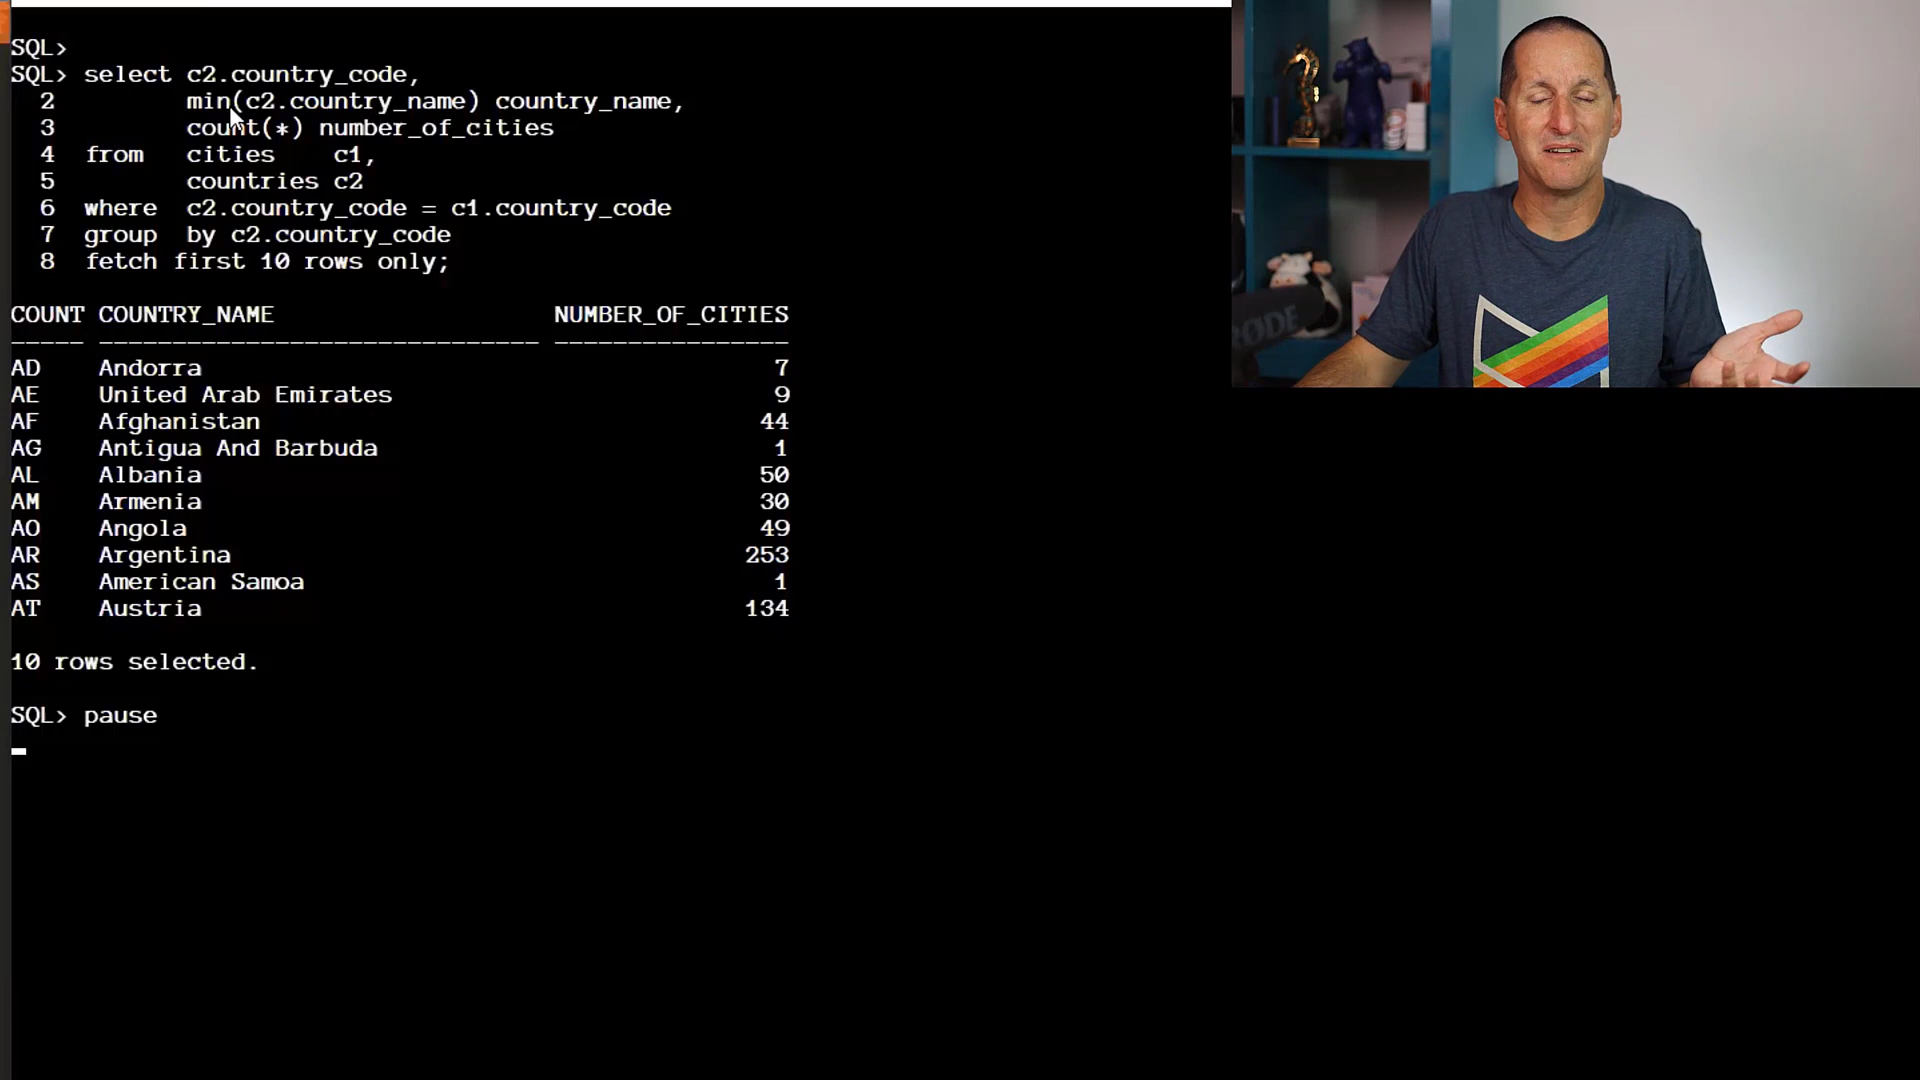 SQL>
SQL> select c2.country_code,
2 min(c2.country_name) country_name,
3 count(*) number_of_cities
4 from cities c1,
5 countries c2
6 where c2.country_code = c1.country_code
7 group by c2.country_code
8 fetch first 10 rows only;
COUNT COUNTRY_NAME NUMBER_OF_CITIES
----- ------------------------------ ----------------
AD Andorra 7
AE United Arab Emirates 9
AF Afghanistan 44
AG Antigua And Barbuda 1
AL Albania 50
AM Armenia 30
AO Angola 49
AR Argentina 253
AS American Samoa 1
AT Austria 134
10 rows selected.
SQL> pause
RØDE